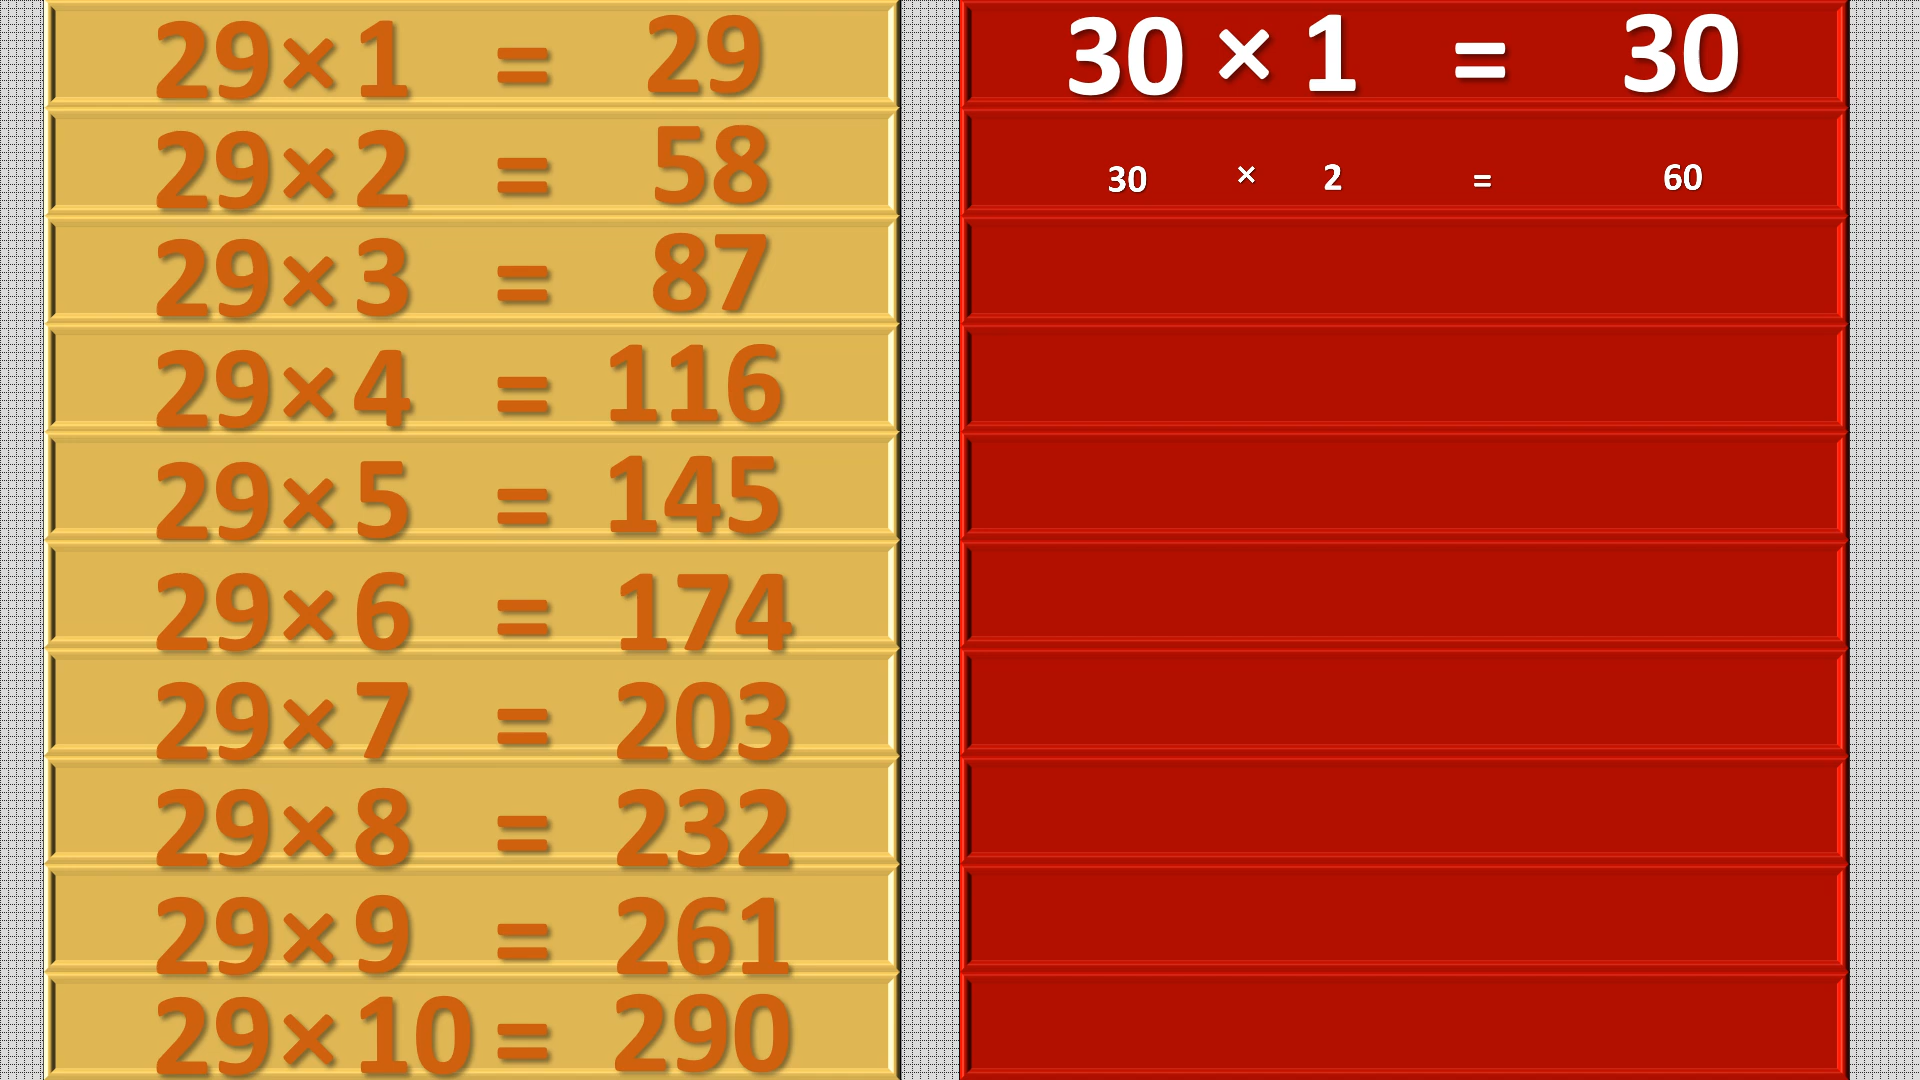 29×1 = 29
29×2 = 58
29×3 = 87
29×4 = 116
29×5 = 145
29×6 = 174
29×7 = 203
29×8 = 232
29×9 = 261
29×10 = 290
30 × 1 = 30
30 × 2 = 60